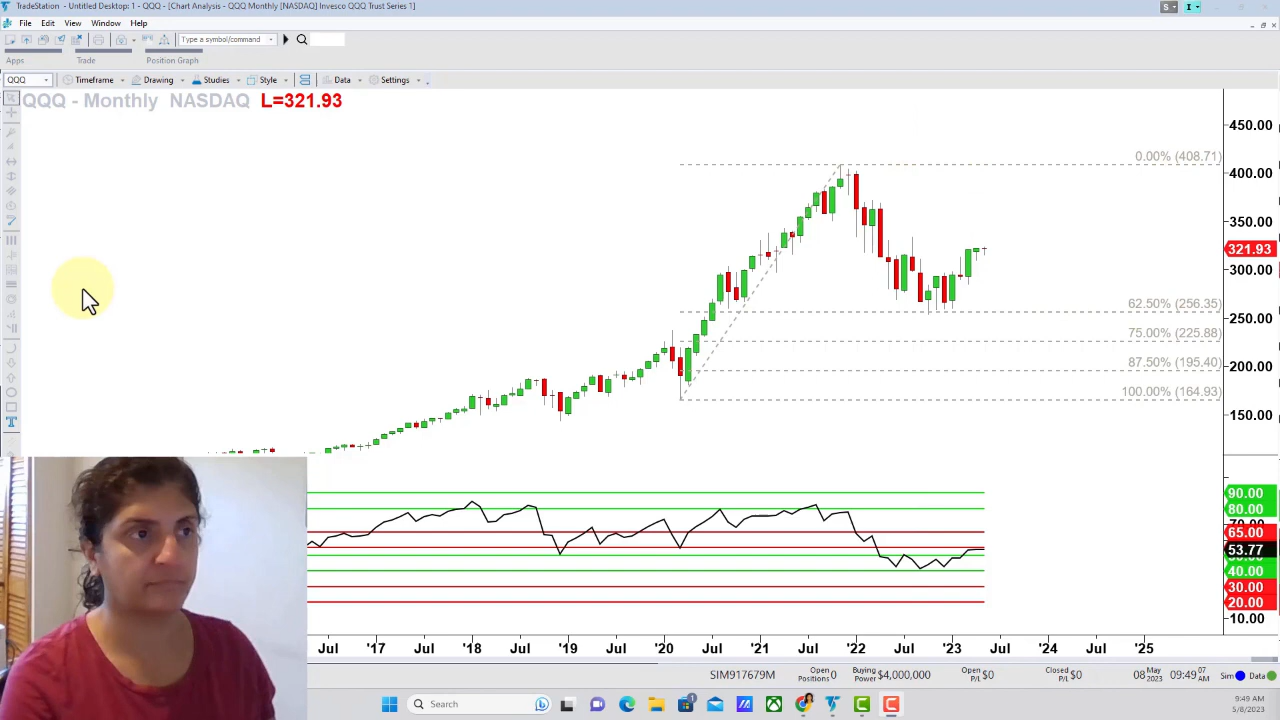 TradeStation - Untitled Desktop: 1 - QQQ - [Chart Analysis - QQQ Monthly [NASDAQ] Invesco QQQ Trust Series 1]
S
I
File Edit View Window Help
Type a symbol/command
Apps Trade Position Graph
QQQ Timeframe Drawing Studies Style Data Settings
QQQ - Monthly NASDAQ L=321.93
450.00
0.00% (408.71)
400.00
350.00
321.93
300.00
62.50% (256.35)
250.00
75.00% (225.88)
87.50% (195.40)
200.00
100.00% (164.93)
150.00
90.00
80.00
65.00
53.77
40.00
30.00
20.00
10.00
Jul '17 Jul '18 Jul '19 Jul '20 Jul '21 Jul '22 Jul '23 Jul '24 '25
SIM917679M Open Positions 0 Buying Power $4,000,000 Open P/L $0 Closed P/L $0 08 May 2023 09:49 07 AM Sim Data
Search
9:49 AM
5/8/2023